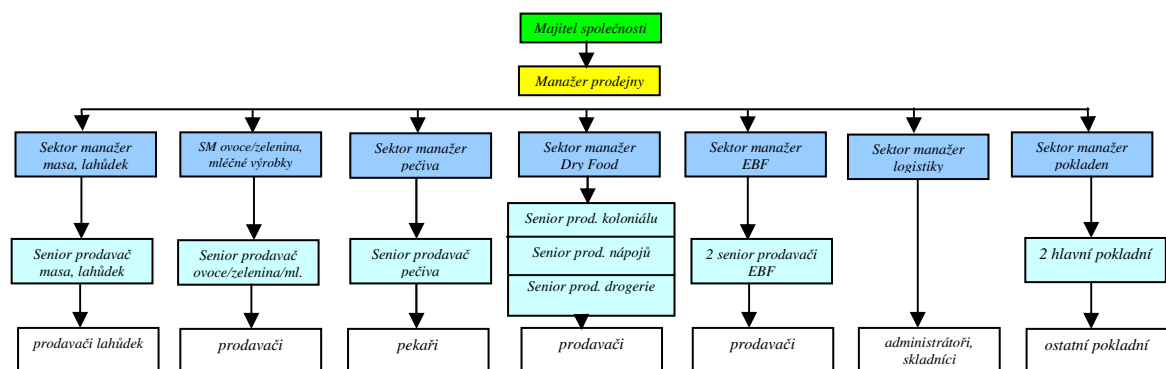 Majitel společnosti
Manažer prodejny
Sektor manažer
masa, lahůdek
SM ovoce/zelenina,
mléčné výrobky
Sektor manažer
pečiva
Sektor manažer
Dry Food
Sektor manažer
EBF
Sektor manažer
logistiky
Sektor manažer
pokladen
Senior prodavač
masa, lahůdek
Senior prodavač
ovoce/zelenina/ml.
Senior prodavač
pečiva
Senior prod. koloniálu
Senior prod. nápojů
Senior prod. drogerie
2 senior prodavači
EBF
2 hlavní pokladní
prodavači lahůdek
prodavači
pekaři
prodavači
prodavači
administrátoři,
skladníci
ostatní pokladní